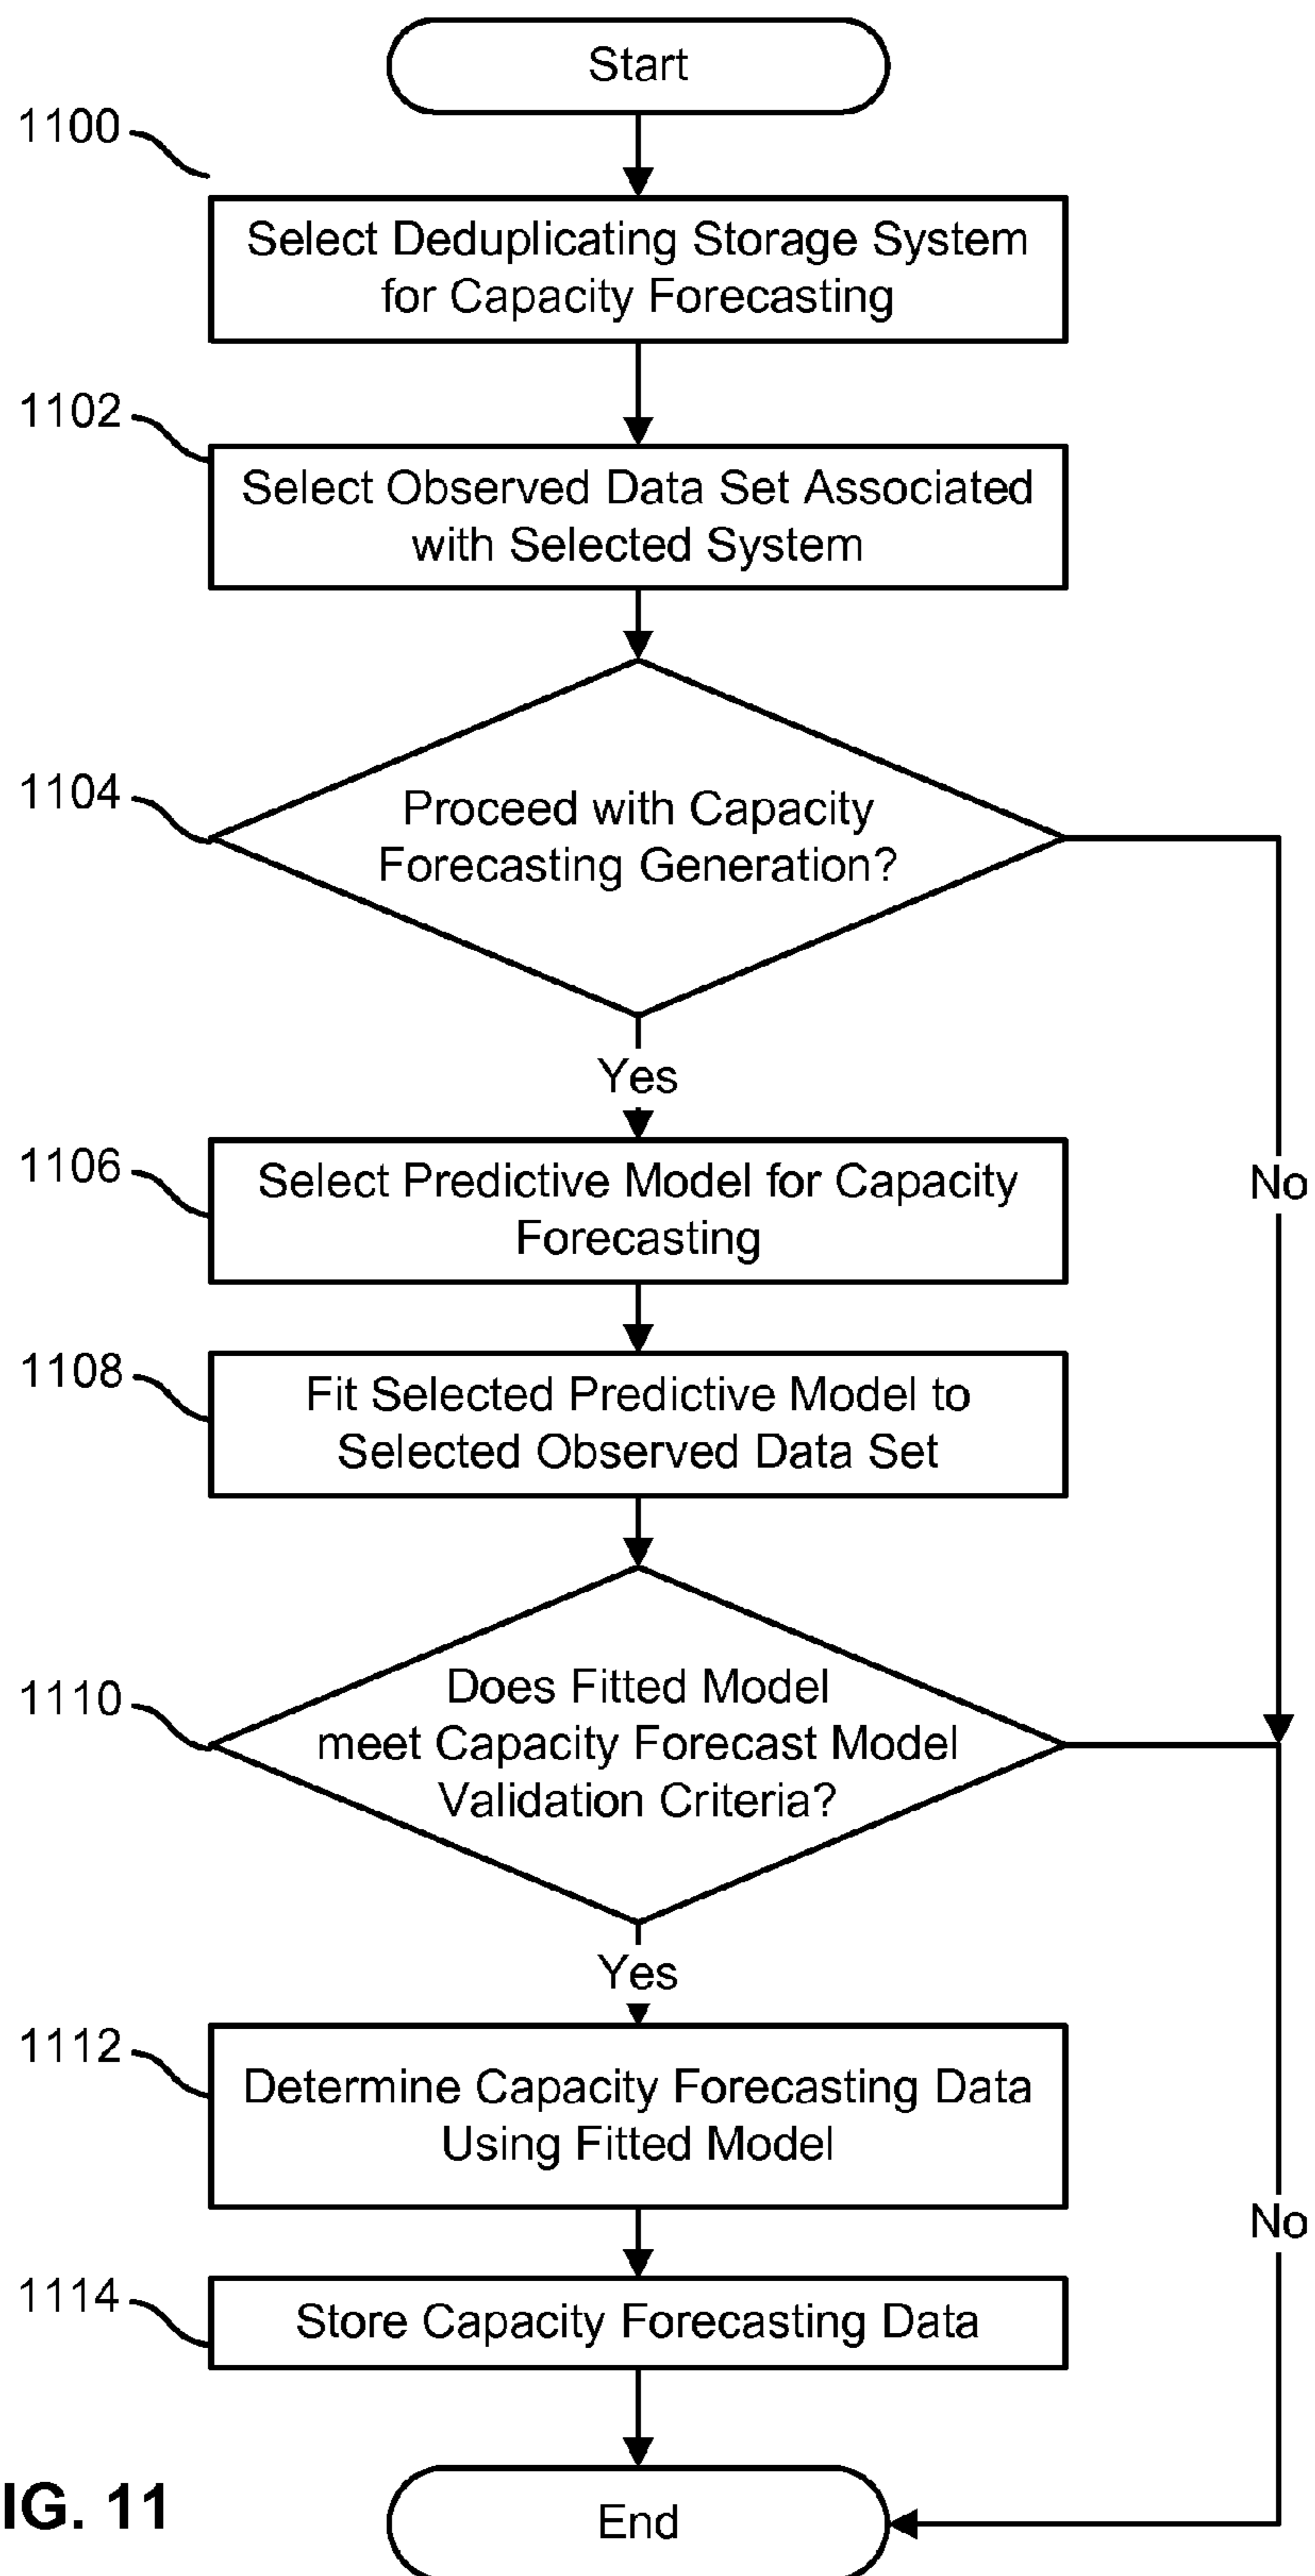 Start
1100
Select Deduplicating Storage System
for Capacity Forecasting
1102
Select Observed Data Set Associated
with Selected System
1104
Proceed with Capacity
Forecasting Generation?
Yes
1106
Select Predictive Model for Capacity
Forecasting
No
1108
Fit Selected Predictive Model to
Selected Observed Data Set
1110
Does Fitted Model
meet Capacity Forecast Model
Validation Criteria?
Yes
1112
Determine Capacity Forecasting Data
Using Fitted Model
No
1114
Store Capacity Forecasting Data
IG. 11
End